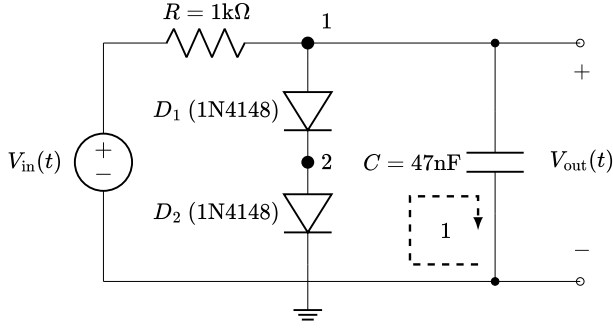 R = 1kΩ
1
D₁ (1N4148)
+
−
V_in(t)
2
C = 47nF
V_out(t)
+
D₂ (1N4148)
1
−